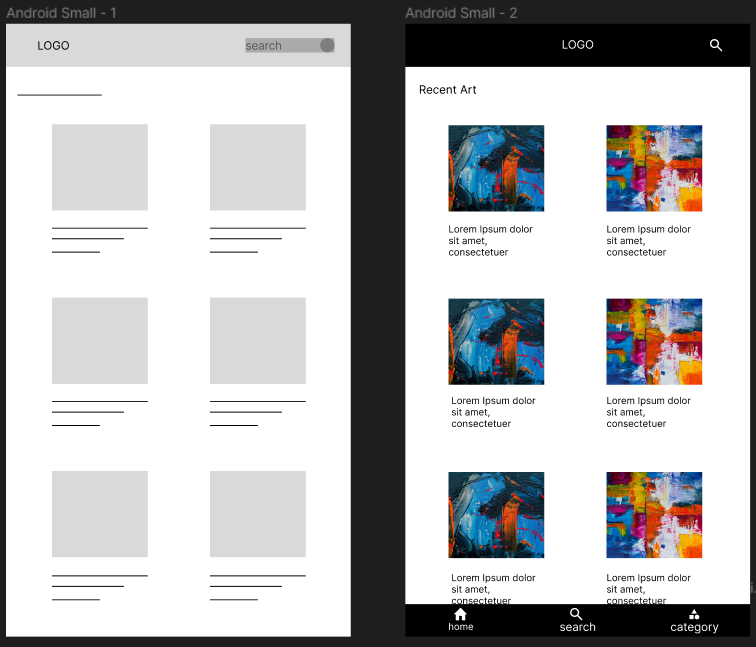 Android Small - 1
LOGO
search
Android Small - 2
LOGO
Recent Art
Lorem Ipsum dolor
sit amet,
consectetuer
Lorem Ipsum dolor
sit amet,
consectetuer
Lorem Ipsum dolor
sit amet,
consectetuer
Lorem Ipsum dolor
sit amet,
consectetuer
Lorem Ipsum dolor
sit amet,
consectetuer
Lorem Ipsum dolor
sit amet,
consectetuer
home
search
category